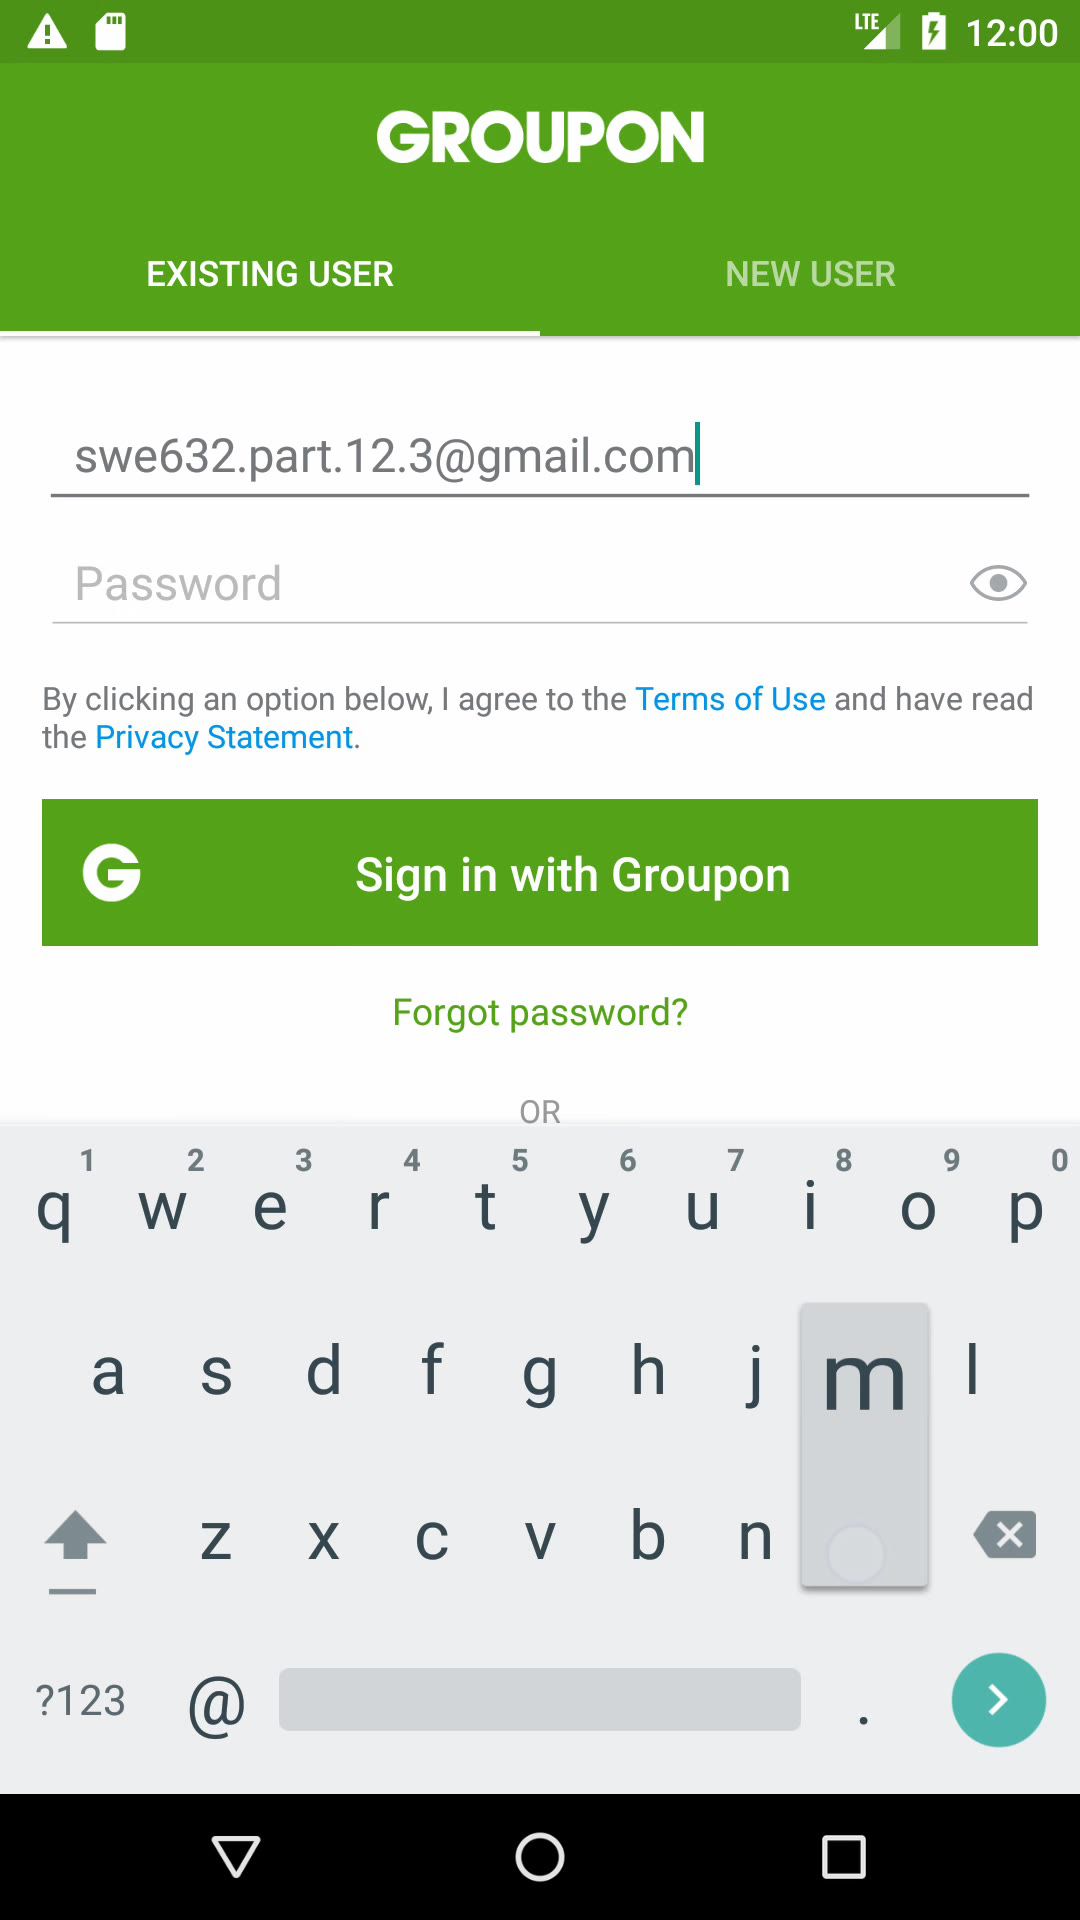 LTE 12:00
GROUPON
EXISTING USER NEW USER
swe632.part.12.3@gmail.com
Password
By clicking an option below, I agree to the Terms of Use and have read
the Privacy Statement.
G Sign in with Groupon
Forgot password?
OR
1 2 3 4 5 6 7 8 9 0
q w e r t y u i o p
a s d f g h j m l
z x c v b n
?123 @ .